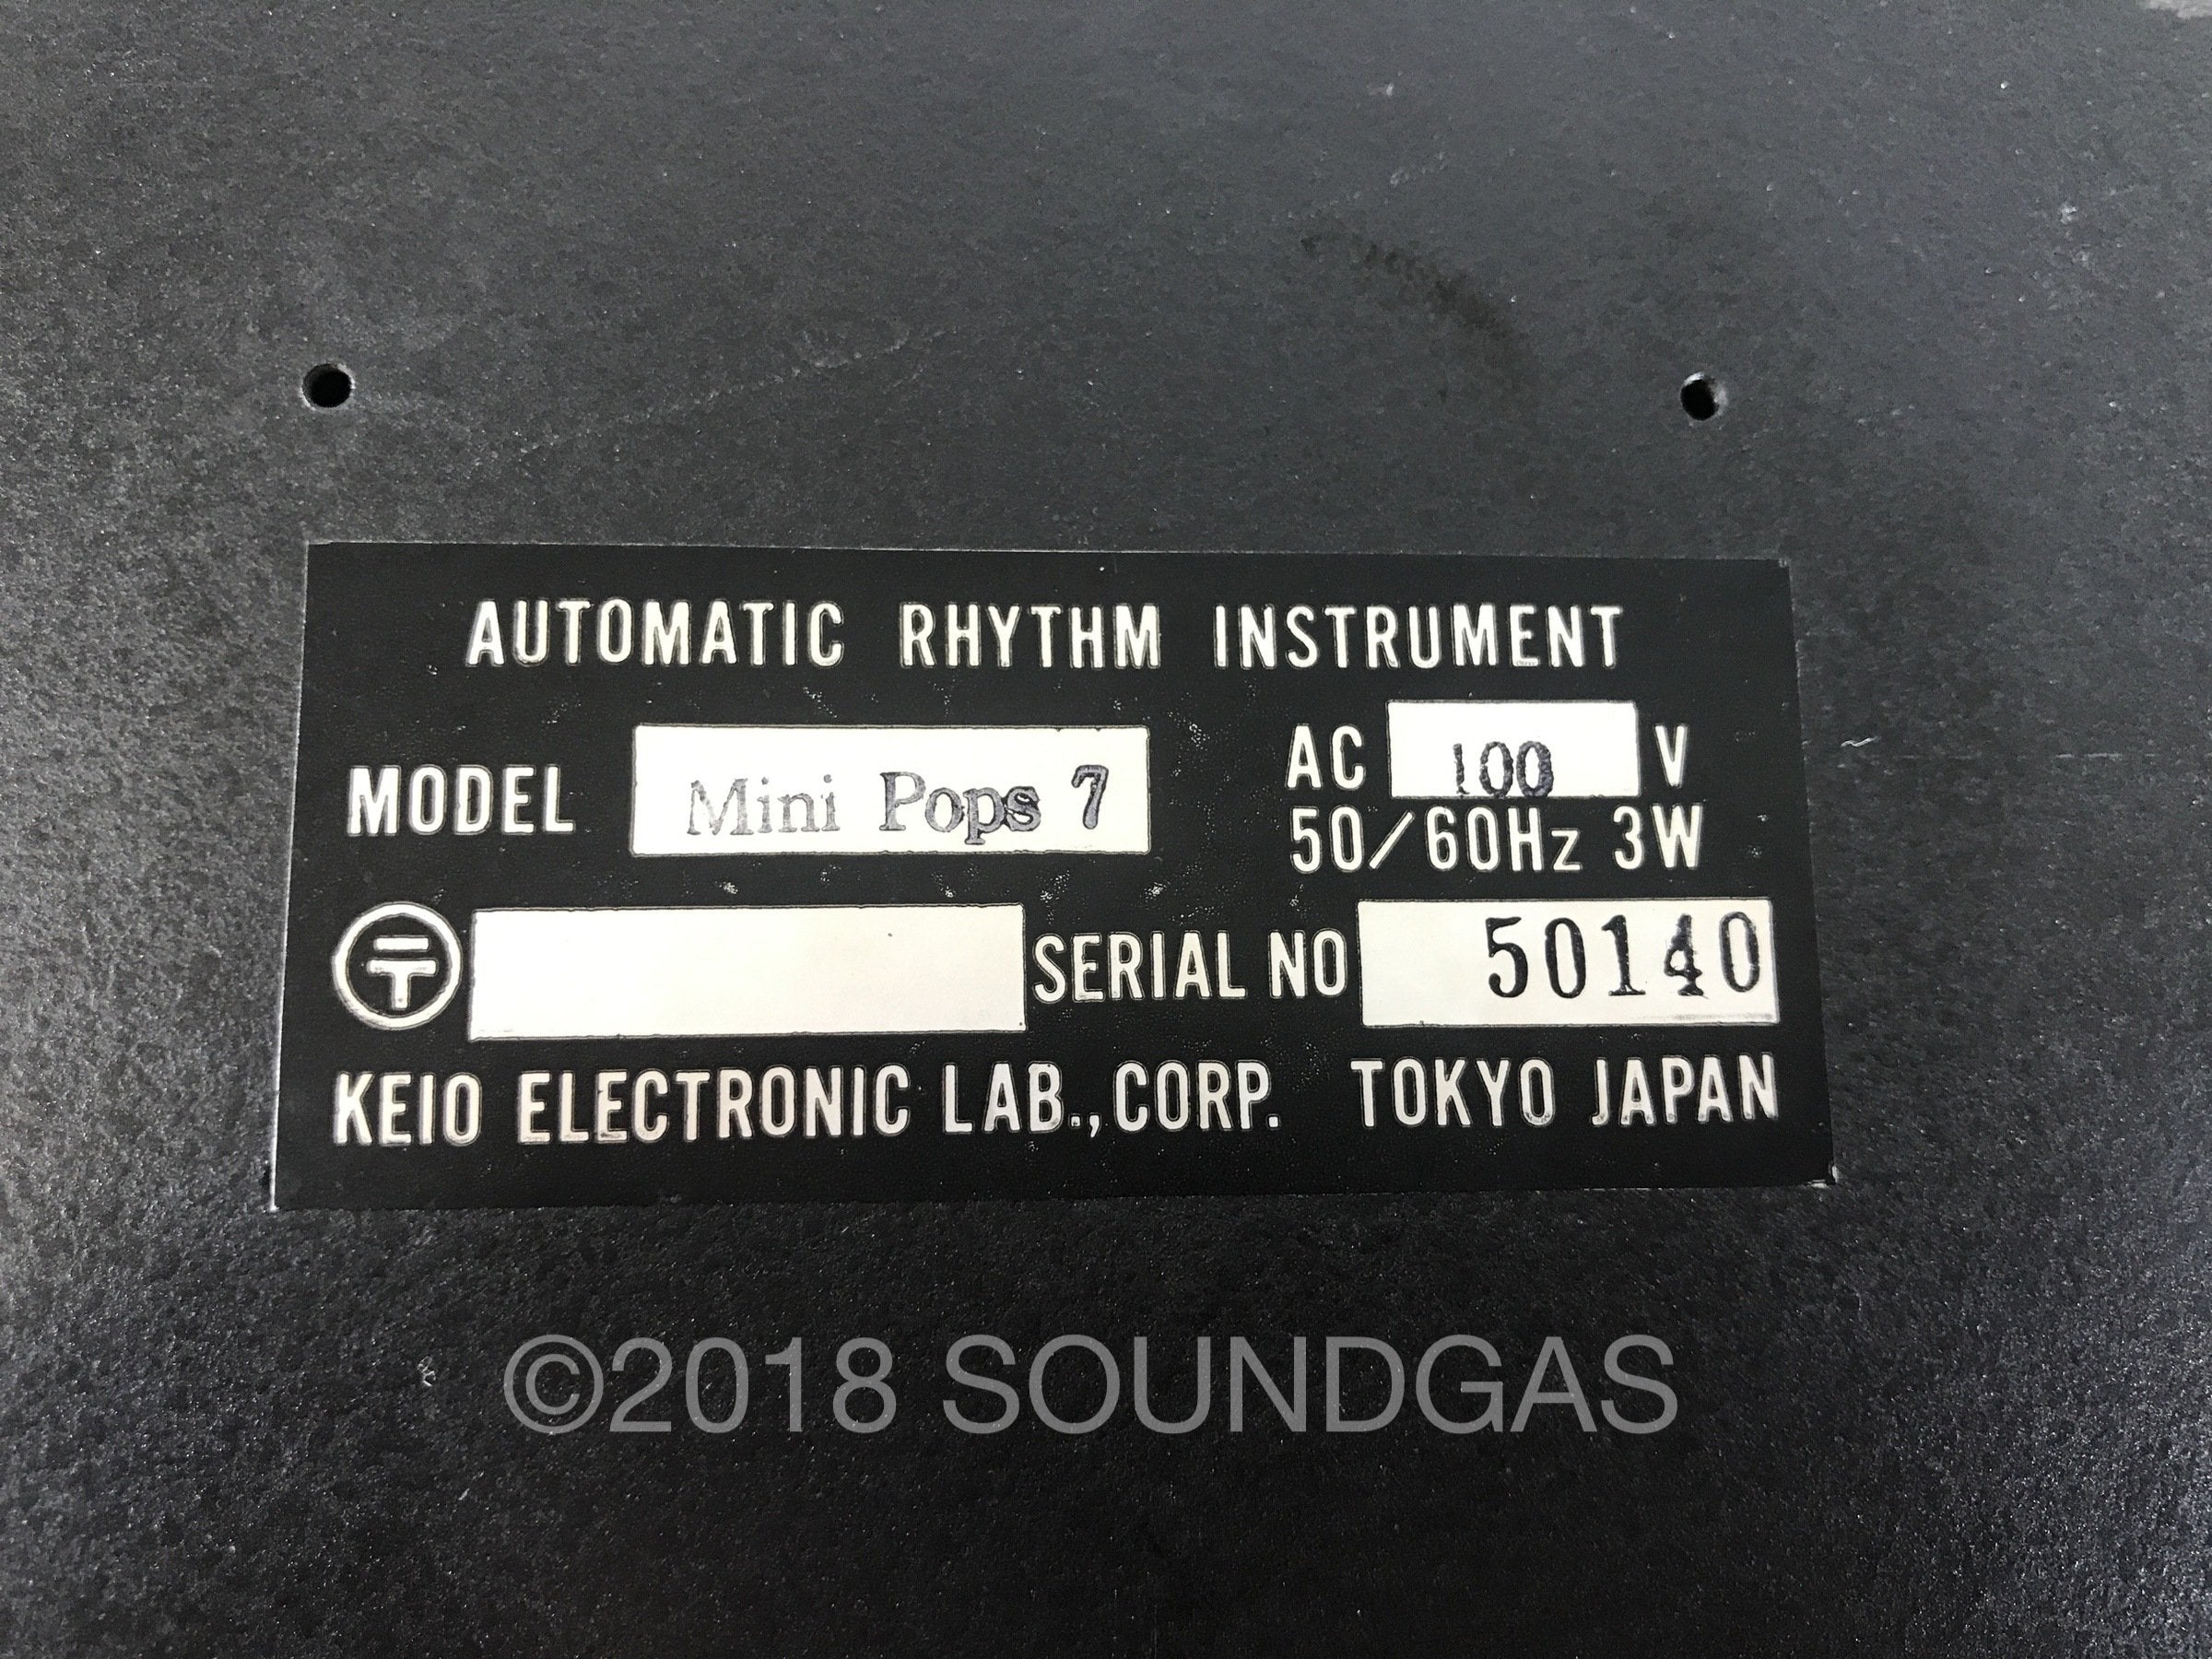 AUTOMATIC RHYTHM INSTRUMENT
MODEL Mini Pops 7 AC 100 V
50/60Hz 3W
〒 SERIAL NO 50140
KEIO ELECTRONIC LAB.,CORP. TOKYO JAPAN
©2018 SOUNDGAS